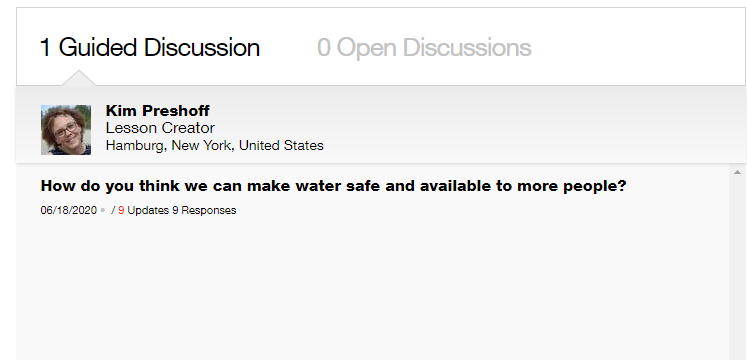 1 Guided Discussion
0 Open Discussions
Kim Preshoff
Lesson Creator
Hamburg, New York, United States
How do you think we can make water safe and available to more people?
06/18/2020 • / 9 Updates 9 Responses